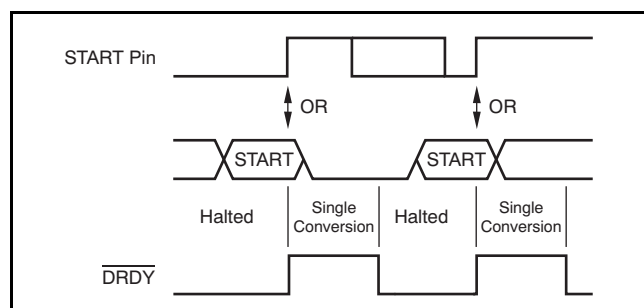 START Pin
OR OR
START START
Halted Single Conversion Halted Single Conversion
DRDY